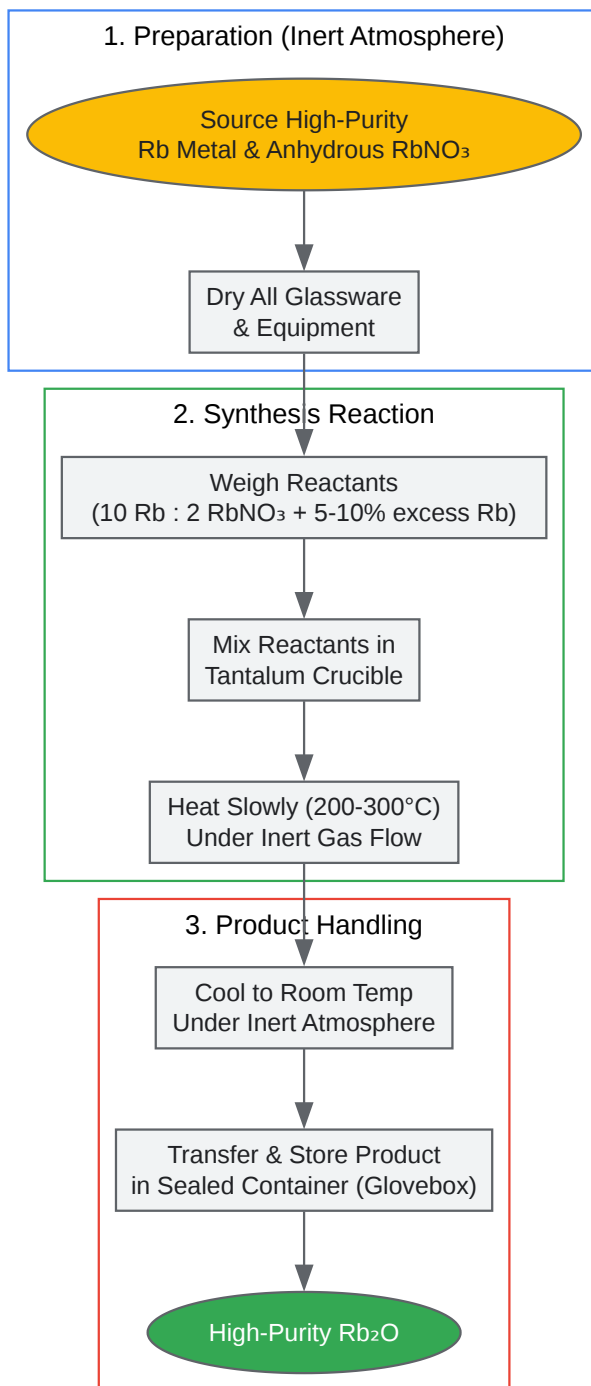 1. Preparation (Inert Atmosphere)
Source High-Purity
Rb Metal & Anhydrous RbNO₃
Dry All Glassware
& Equipment
2. Synthesis Reaction
Weigh Reactants
(10 Rb : 2 RbNO₃ + 5-10% excess Rb)
Mix Reactants in
Tantalum Crucible
Heat Slowly (200-300°C)
Under Inert Gas Flow
3. Product Handling
Cool to Room Temp
Under Inert Atmosphere
Transfer & Store Product
in Sealed Container (Glovebox)
High-Purity Rb₂O